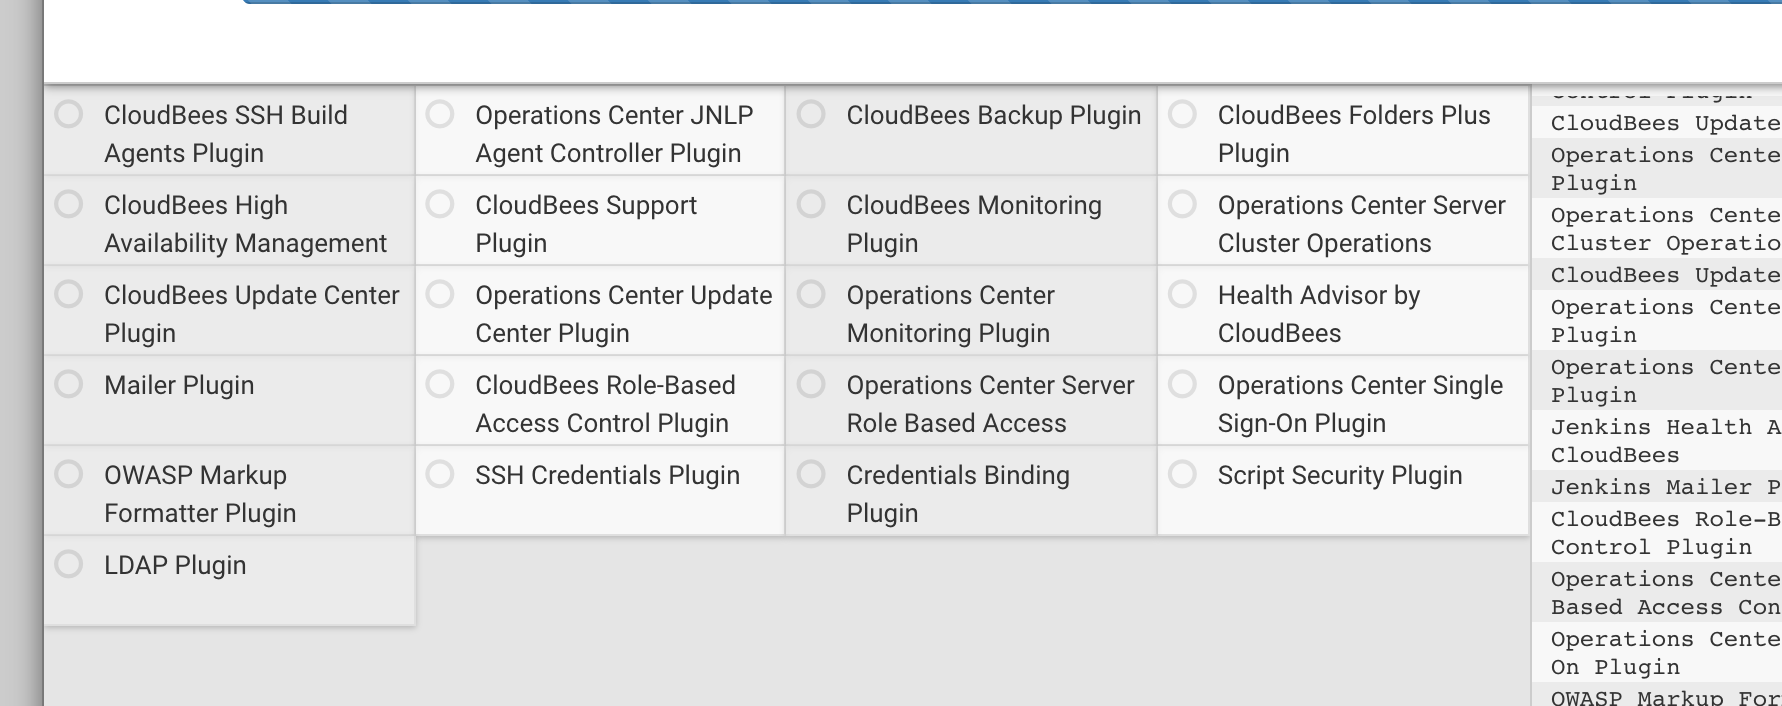 CloudBees SSH Build
Agents Plugin
Operations Center JNLP
Agent Controller Plugin
CloudBees Backup Plugin
CloudBees Folders Plus
Plugin
CloudBees High
Availability Management
CloudBees Support
Plugin
CloudBees Monitoring
Plugin
Operations Center Server
Cluster Operations
CloudBees Update Center
Plugin
Operations Center Update
Center Plugin
Operations Center
Monitoring Plugin
Health Advisor by
CloudBees
Mailer Plugin
CloudBees Role-Based
Access Control Plugin
Operations Center Server
Role Based Access
Operations Center Single
Sign-On Plugin
OWASP Markup
Formatter Plugin
SSH Credentials Plugin
Credentials Binding
Plugin
Script Security Plugin
LDAP Plugin
Control Plugin
CloudBees Update
Operations Cente
Plugin
Operations Cente
Cluster Operatio
CloudBees Update
Operations Cente
Plugin
Operations Cente
Plugin
Jenkins Health A
CloudBees
Jenkins Mailer P
CloudBees Role-B
Control Plugin
Operations Cente
Based Access Con
Operations Cente
On Plugin
OWASP Markup For